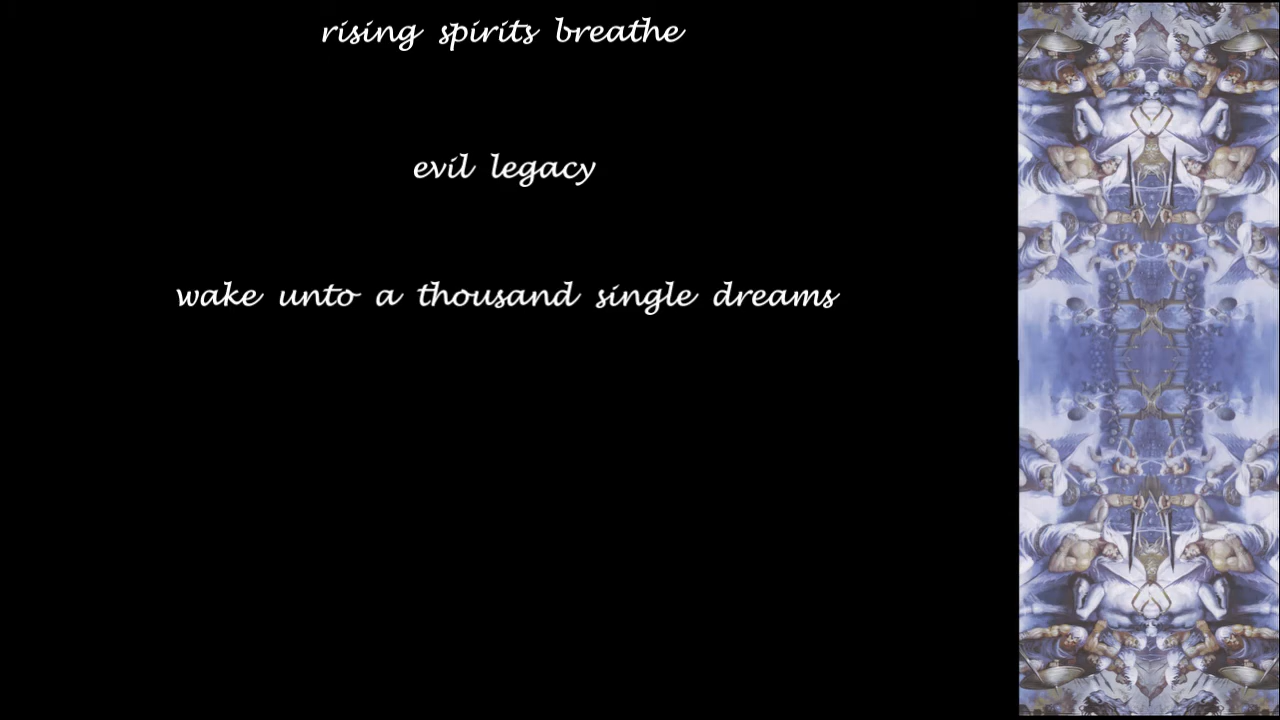 rising spirits breathe
evil legacy
wake unto a thousand single dreams